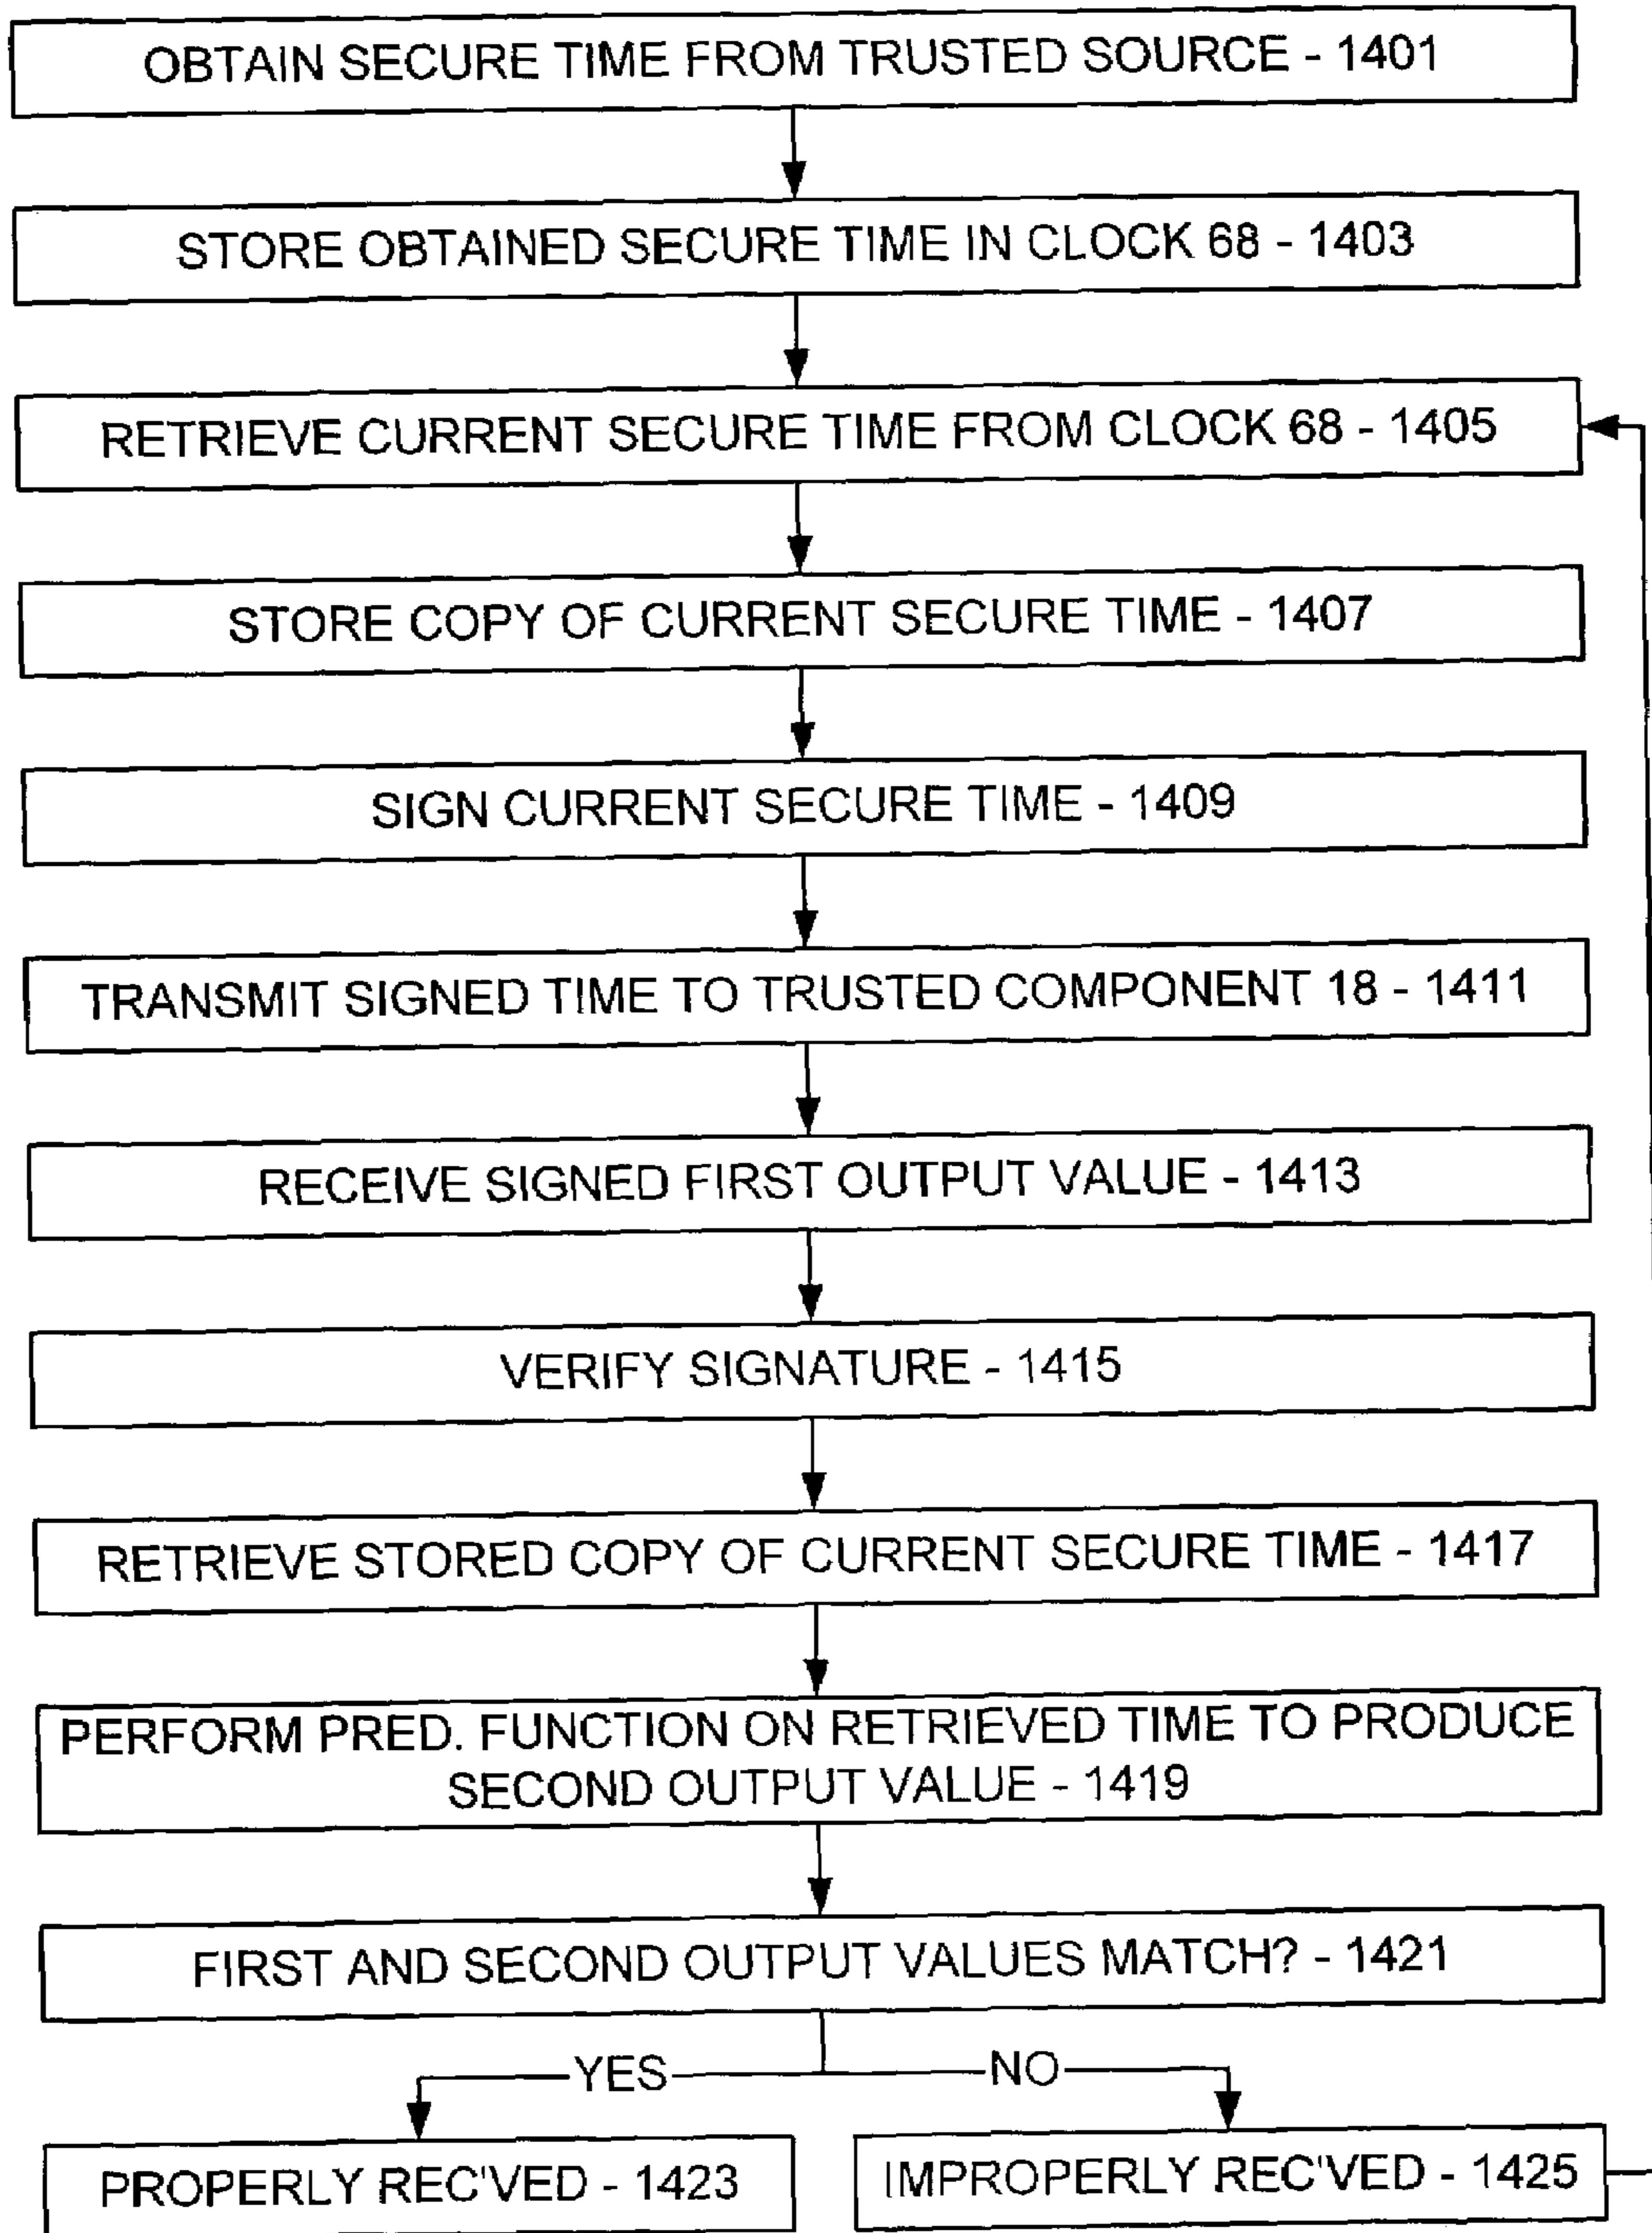 OBTAIN SECURE TIME FROM TRUSTED SOURCE - 1401
STORE OBTAINED SECURE TIME IN CLOCK 68 - 1403
RETRIEVE CURRENT SECURE TIME FROM CLOCK 68 - 1405
STORE COPY OF CURRENT SECURE TIME - 1407
SIGN CURRENT SECURE TIME - 1409
TRANSMIT SIGNED TIME TO TRUSTED COMPONENT 18 - 1411
RECEIVE SIGNED FIRST OUTPUT VALUE - 1413
VERIFY SIGNATURE - 1415
RETRIEVE STORED COPY OF CURRENT SECURE TIME - 1417
PERFORM PRED. FUNCTION ON RETRIEVED TIME TO PRODUCE
SECOND OUTPUT VALUE - 1419
FIRST AND SECOND OUTPUT VALUES MATCH? - 1421
YES
NO
PROPERLY REC'VED - 1423
IMPROPERLY REC'VED - 1425